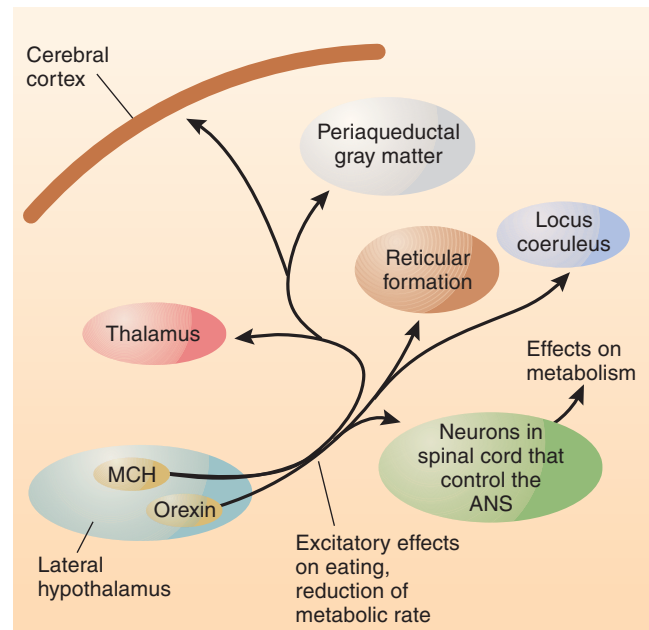 Cerebral
cortex
Periaqueductal
gray matter
Locus
coeruleus
Reticular
formation
Thalamus
Effects on
metabolism
Neurons in
spinal cord that
control the
ANS
MCH
Orexin
Lateral
hypothalamus
Excitatory effects
on eating,
reduction of
metabolic rate